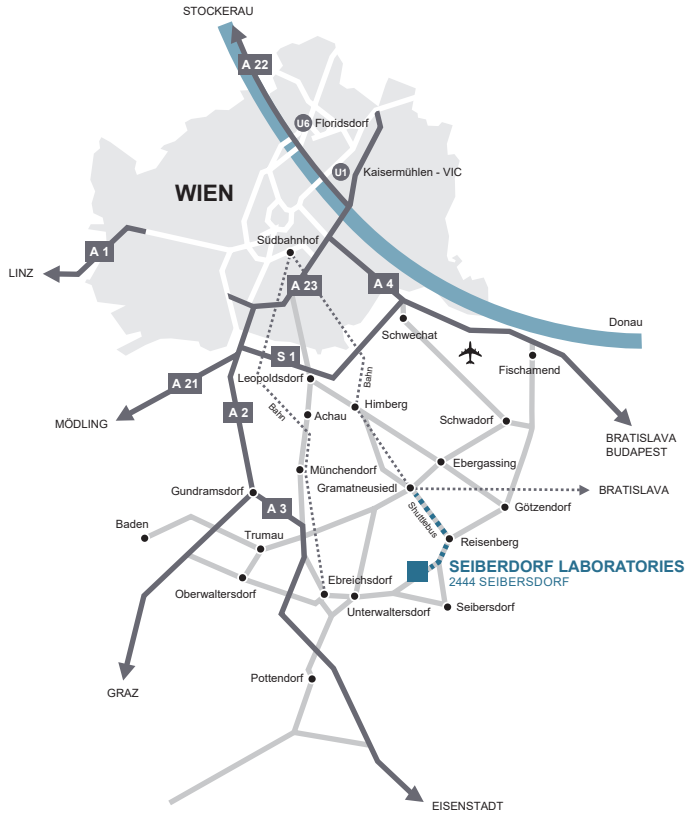 STOCKERAU
A 22
U6 Floridsdorf
U1
Kaisermühlen - VIC
WIEN
Südbahnhof
A 1
LINZ
A 23
A 4
Donau
Schwechat
S 1
Fischamend
Leopoldsdorf
Bahn
A 21
Bahn
Himberg
MÖDLING
A 2
Achau
Schwadorf
BRATISLAVA
BUDAPEST
Münchendorf
Ebergassing
Gramatneusiedl
BRATISLAVA
Gundramsdorf
A 3
Shuttlebus
Götzendorf
Baden
Trumau
Reisenberg
SEIBERDORF LABORATORIES
2444 SEIBERSDORF
Oberwaltersdorf
Ebreichsdorf
Unterwaltersdorf
Seibersdorf
Pottendorf
GRAZ
EISENSTADT